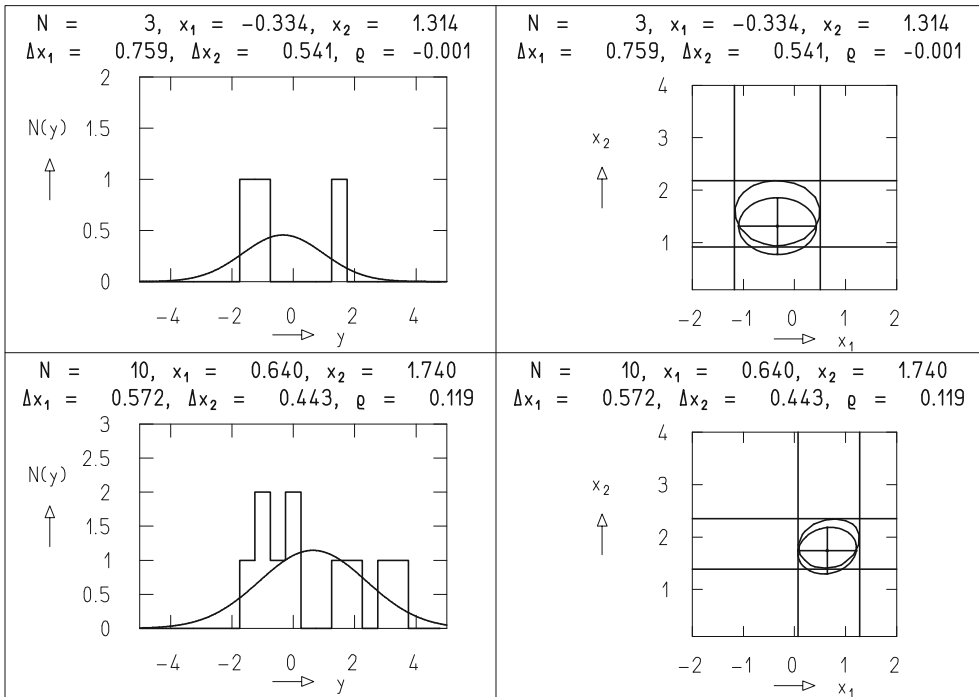 N = 3, x₁ = -0.334, x₂ = 1.314
Δx₁ = 0.759, Δx₂ = 0.541, ϱ = -0.001
2
1.5
1
0.5
0
N(y)
-4 -2 0 2 4
y
N = 3, x₁ = -0.334, x₂ = 1.314
Δx₁ = 0.759, Δx₂ = 0.541, ϱ = -0.001
4
3
2
1
x₂
-2 -1 0 1 2
x₁
N = 10, x₁ = 0.640, x₂ = 1.740
Δx₁ = 0.572, Δx₂ = 0.443, ϱ = 0.119
3
2.5
2
1.5
1
0.5
0
N(y)
-4 -2 0 2 4
y
N = 10, x₁ = 0.640, x₂ = 1.740
Δx₁ = 0.572, Δx₂ = 0.443, ϱ = 0.119
4
3
2
1
x₂
-2 -1 0 1 2
x₁